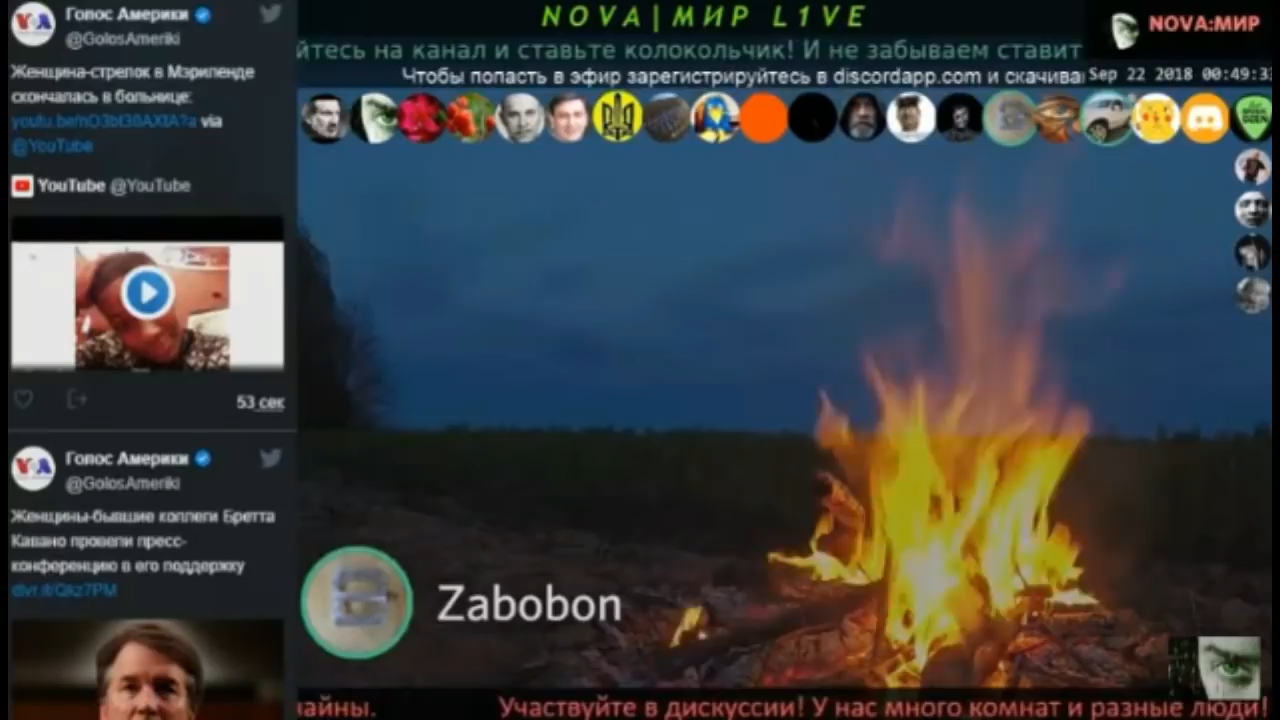 Голос Америки
@GolosAmeriki
Женщина-стрелок в Мэриленде
скончалась в больнице:
via
@YouTube
YouTube @YouTube
53 сек
Голос Америки
@GolosAmeriki
Женщины-бывшие коллеги Бретта
Кавано провели пресс-
конференцию в его поддержку
NOVA|МИР L1VE
йтесь на канал и ставьте колокольчик! И не забываем ставит
Чтобы попасть в эфир зарегистрируйтесь в discordapp.com и скачива
NOVA:МИР
Sep 22 2018 00:49:3
Zabobon
чайны.
Участвуйте в дискуссии! У нас много комнат и разные люди!